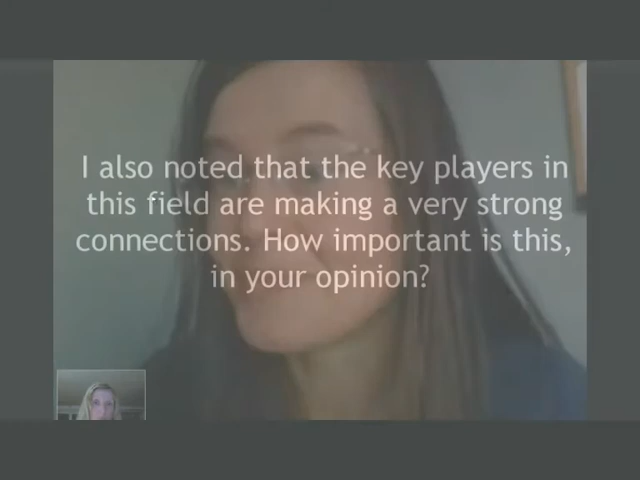 I also noted that the key players in
this field are making a very strong
connections. How important is this,
in your opinion?